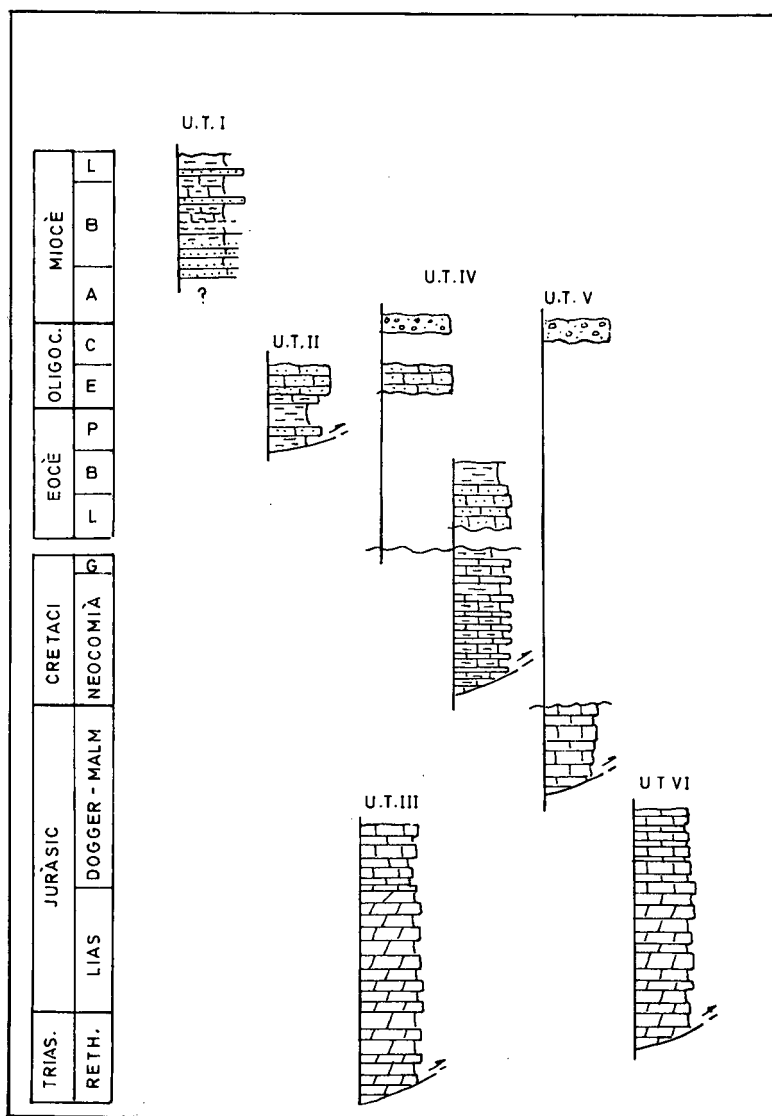 U.T. I
U.T. IV
U.T. V
U.T. II
U.T. III
U T VI
MIOCÈ
L
B
A
?
OLIGOC.
C
E
EOCÈ
P
B
L
CRETACI
G
NEOCOMIÀ
JURÀSIC
DOGGER - MALM
LIAS
TRIAS.
RETH.